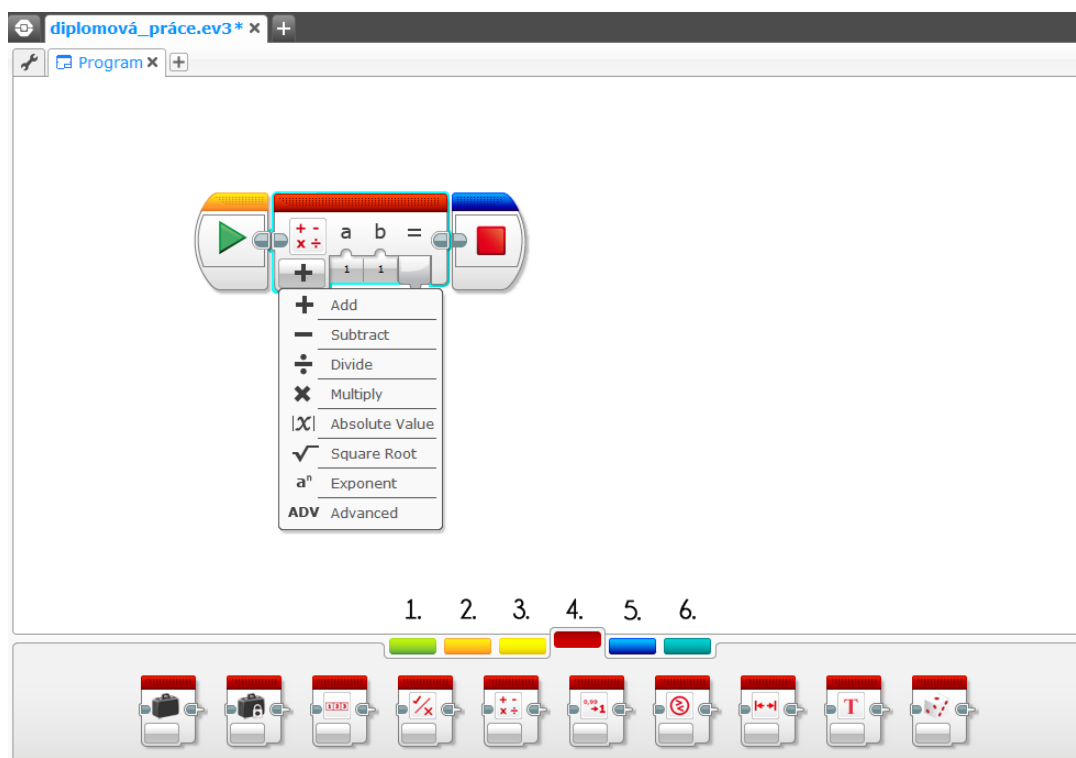 diplomová_práce.ev3*
Program
a b =
1 1
Add
Subtract
Divide
Multiply
|X| Absolute Value
Square Root
aⁿ Exponent
ADV Advanced
1. 2. 3. 4. 5. 6.
T